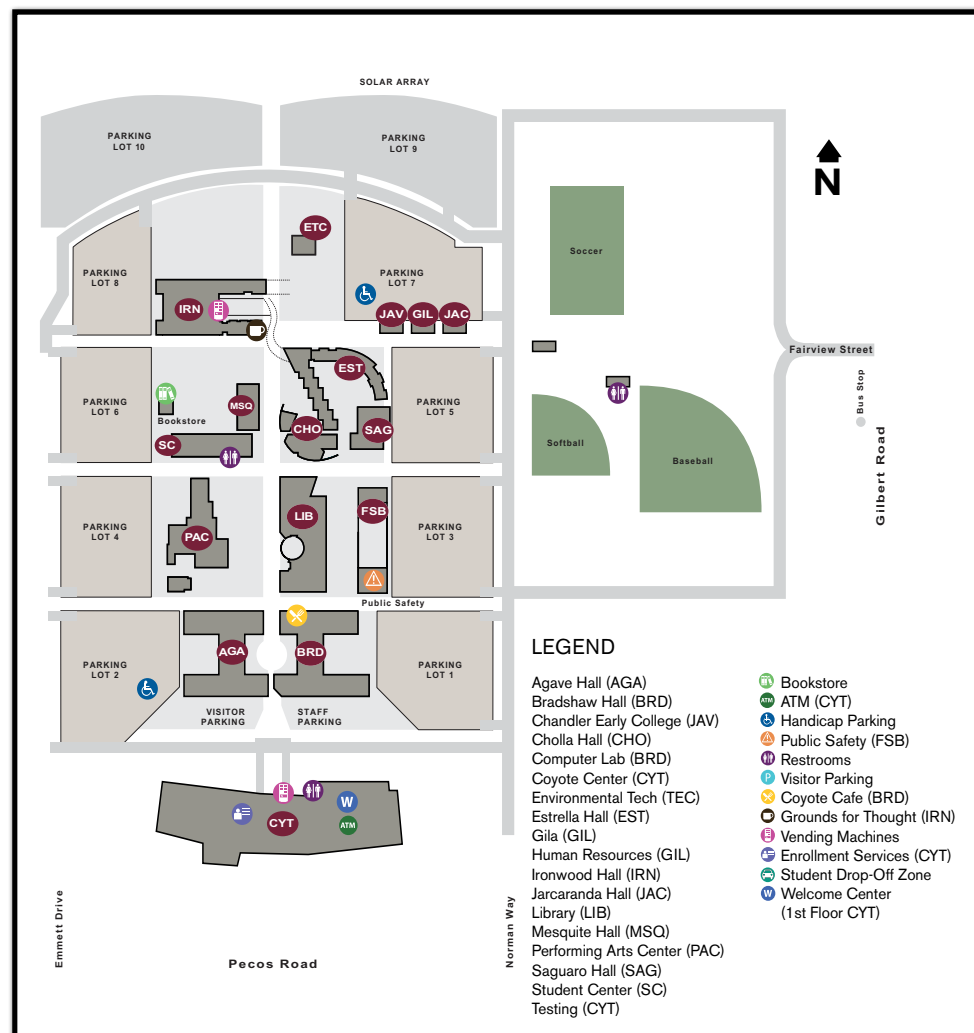 SOLAR ARRAY
PARKING
LOT 10
PARKING
LOT 9
N
ETC
Soccer
PARKING
LOT 8
PARKING
LOT 7
IRN
JAV
GIL
JAC
Fairview Street
EST
Bus Stop
PARKING
LOT 6
MSQ
Bookstore
PARKING
LOT 5
CHO
SAG
SC
Softball
Baseball
Gilbert Road
PARKING
LOT 4
PAC
LIB
FSB
PARKING
LOT 3
Public Safety
PARKING
LOT 2
AGA
BRD
PARKING
LOT 1
VISITOR
PARKING
STAFF
PARKING
W
CYT
ATM
Emmett Drive
Pecos Road
Norman Way
LEGEND
Agave Hall (AGA)
Bradshaw Hall (BRD)
Chandler Early College (JAV)
Cholla Hall (CHO)
Computer Lab (BRD)
Coyote Center (CYT)
Environmental Tech (TEC)
Estrella Hall (EST)
Gila (GIL)
Human Resources (GIL)
Ironwood Hall (IRN)
Jarcaranda Hall (JAC)
Library (LIB)
Mesquite Hall (MSQ)
Performing Arts Center (PAC)
Saguaro Hall (SAG)
Student Center (SC)
Testing (CYT)
Bookstore
ATM ATM (CYT)
Handicap Parking
Public Safety (FSB)
Restrooms
P Visitor Parking
Coyote Cafe (BRD)
Grounds for Thought (IRN)
Vending Machines
Enrollment Services (CYT)
Student Drop-Off Zone
W Welcome Center
(1st Floor CYT)